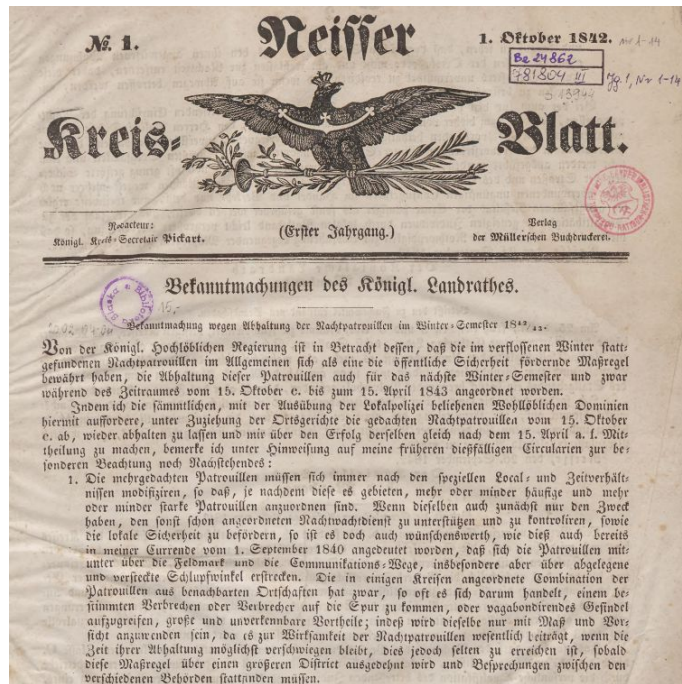 № 1.
Neisser
1. Oktober 1842.
nr 1-14
Bz 24862
781804 III
Jg. 1, Nr 1-14
Kreis-
Blatt.
Redacteur:
Königl. Kreis-Secretair Pickart.
(Erster Jahrgang.)
Verlag
der Müllerschen Buchdruckerei.
Bekanntmachungen des Königl. Landrathes.
Śląska Biblioteka
15,-
Bekanntmachung wegen Abhaltung der Nachtpatrouillen im Winter-Semester 1842/43.
Von der Königl. Hochlöblichen Regierung ist in Betracht dessen, daß die im verflossenen Winter statt-
gefundenen Nachtpatrouillen im Allgemeinen sich als eine die öffentliche Sicherheit fördernde Maßregel
bewährt haben, die Abhaltung dieser Patrouillen auch für das nächste Winter-Semester und zwar
während des Zeitraumes vom 15. Oktober c. bis zum 15. April 1843 angeordnet worden.
Indem ich die sämmtlichen, mit der Ausübung der Lokalpolizei beliehenen Wohllöblichen Dominien
hiermit auffordere, unter Zuziehung der Ortsgerichte die gedachten Nachtpatrouillen vom 15. Oktober
c. ab, wieder abhalten zu lassen und mir über den Erfolg derselben gleich nach dem 15. April a. f. Mit-
theilung zu machen, bemerke ich unter Hinweisung auf meine früheren dießfälligen Circularien zur be-
sonderen Beachtung noch Nachstehendes:
1. Die mehrgedachten Patrouillen müssen sich immer nach den speziellen Local- und Zeitverhält-
nissen modifiziren, so daß, je nachdem diese es gebieten, mehr oder minder häufige und mehr
oder minder starke Patrouillen anzuordnen sind. Wenn dieselben auch zunächst nur den Zweck
haben, den sonst schon angeordneten Nachtwachtdienst zu unterstützen und zu kontroliren, sowie
die lokale Sicherheit zu befördern, so ist es doch auch wünschenswerth, wie dieß auch bereits
in meiner Currende vom 1. September 1840 angedeutet worden, daß sich die Patrouillen mit-
unter über die Feldmark und die Communikations-Wege, insbesondere aber über abgelegene
und versteckte Schlupfwinkel erstrecken. Die in einigen Kreisen angeordnete Combination der
Patrouillen aus benachbarten Ortschaften hat zwar, so oft es sich darum handelt, einem be-
stimmten Verbrechen oder Verbrecher auf die Spur zu kommen, oder vagabondirendes Gesindel
aufzugreifen, große und unverkennbare Vortheile; indeß wird dieselbe nur mit Maß und Vor-
sicht anzuwenden sein, da es zur Wirksamkeit der Nachtpatrouillen wesentlich beiträgt, wenn die
Zeit ihrer Abhaltung möglichst verschwiegen bleibt, dies jedoch selten zu erreichen ist, sobald
diese Maßregel über einen größeren District ausgedehnt wird und Besprechungen zwischen den
verschiedenen Behörden stattfinden müssen.